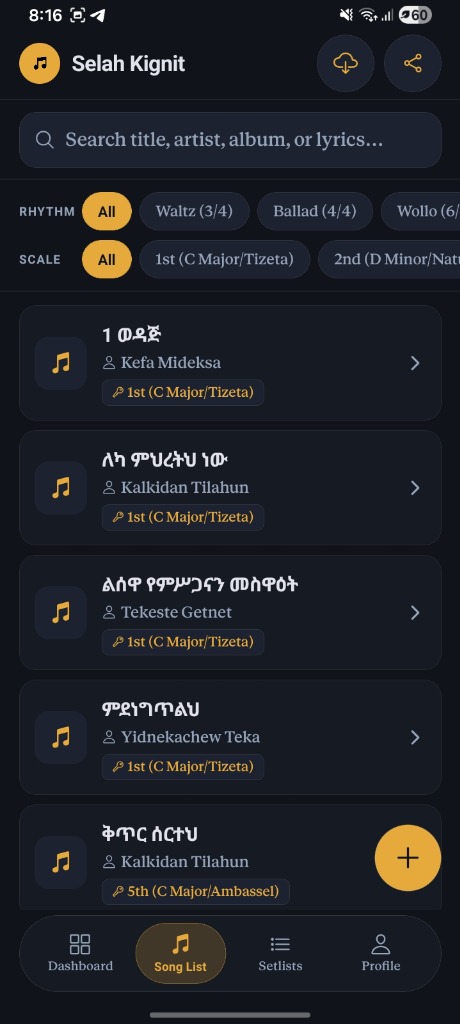 8:16
60
Selah Kignit
Search title, artist, album, or lyrics...
RHYTHM All Waltz (3/4) Ballad (4/4) Wollo (6/
SCALE All 1st (C Major/Tizeta) 2nd (D Minor/Natu
1 ወዳጅ
Kefa Mideksa
1st (C Major/Tizeta)
ለካ ምህረትህ ነው
Kalkidan Tilahun
1st (C Major/Tizeta)
ልሰዋ የምሥጋናን መስዋዕት
Tekeste Getnet
1st (C Major/Tizeta)
ምደነግጥልህ
Yidnekachew Teka
1st (C Major/Tizeta)
ቅጥር ሰርተህ
Kalkidan Tilahun
5th (C Major/Ambassel)
Dashboard Song List Setlists Profile